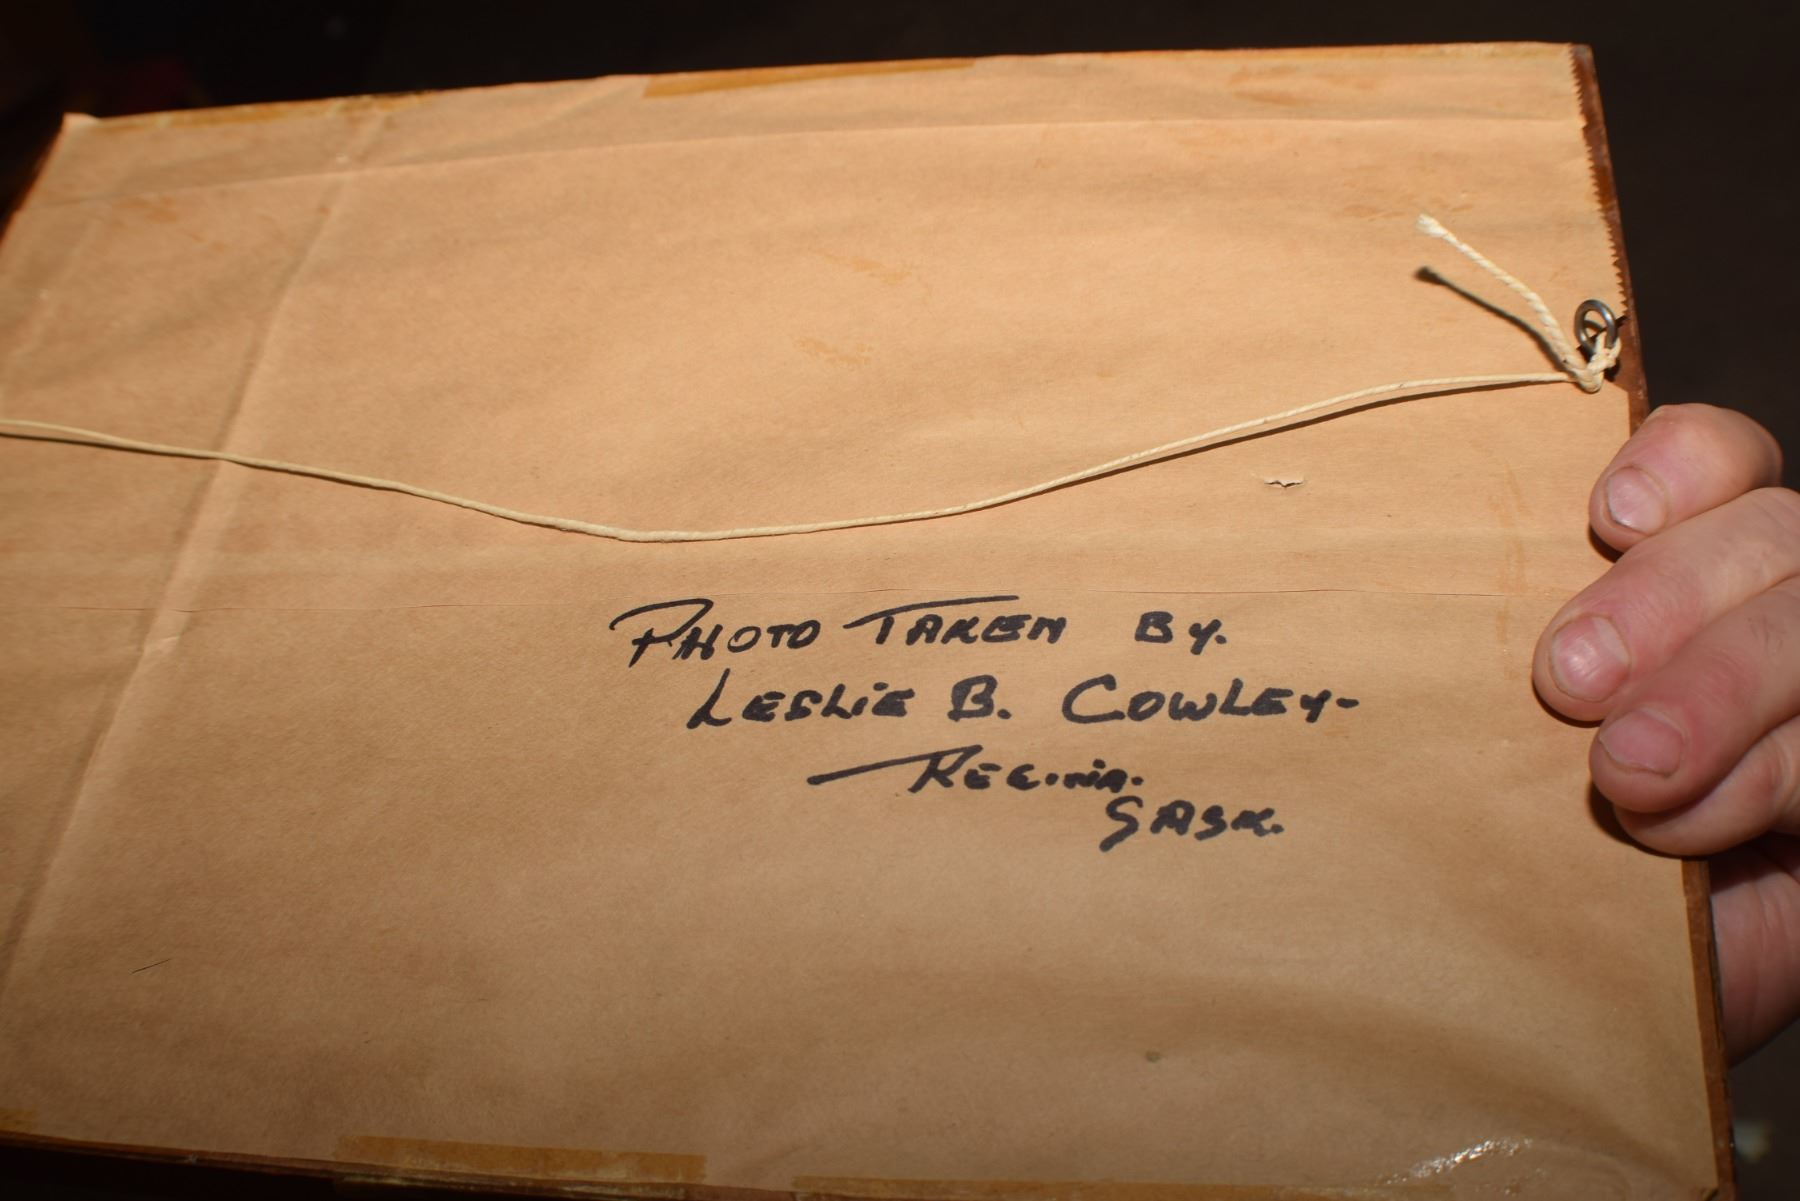 PHOTO TAKEN BY.
LESLiE B. COWLEY-
REGiNA.
SASK.